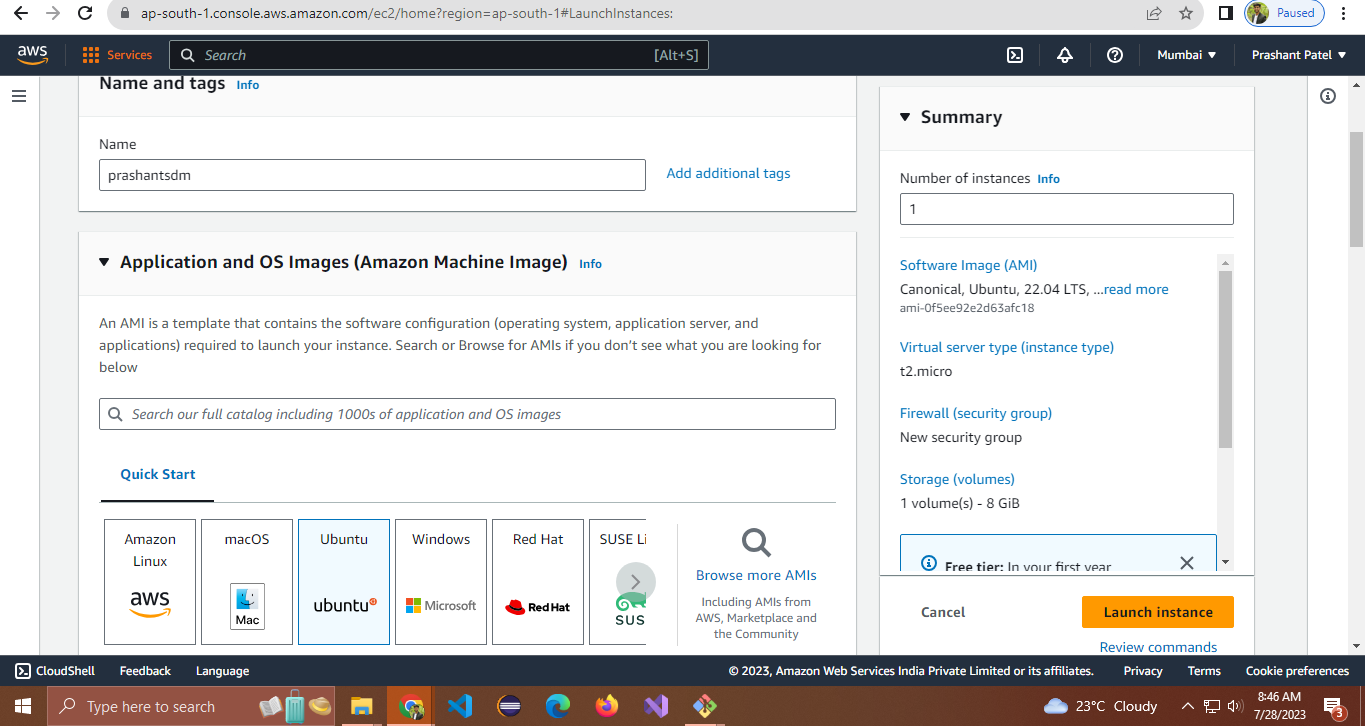 ap-south-1.console.aws.amazon.com/ec2/home?region=ap-south-1#LaunchInstances:
Paused
aws
Services
Search
[Alt+S]
Mumbai
Prashant Patel
Name and tags Info
Name
prashantsdm
Add additional tags
Application and OS Images (Amazon Machine Image) Info
An AMI is a template that contains the software configuration (operating system, application server, and
applications) required to launch your instance. Search or Browse for AMIs if you don't see what you are looking for
below
Search our full catalog including 1000s of application and OS images
Quick Start
Amazon
Linux
aws
macOS
Mac
Ubuntu
ubuntu
Windows
Microsoft
Red Hat
Red Hat
SUSE Li
SUS
Browse more AMIs
Including AMIs from
AWS, Marketplace and
the Community
Summary
Number of instances Info
1
Software Image (AMI)
Canonical, Ubuntu, 22.04 LTS, ...read more
ami-0f5ee92e2d63afc18
Virtual server type (instance type)
t2.micro
Firewall (security group)
New security group
Storage (volumes)
1 volume(s) - 8 GiB
Free tier: In your first year
Cancel
Launch instance
Review commands
CloudShell
Feedback
Language
© 2023, Amazon Web Services India Private Limited or its affiliates.
Privacy
Terms
Cookie preferences
Type here to search
23°C Cloudy
8:46 AM
7/28/2023
3